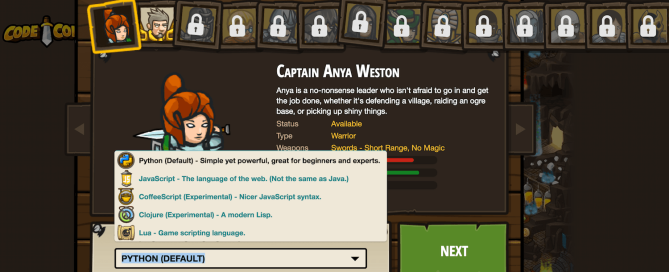 CODE CO
Captain Anya Weston
Anya is a no-nonsense leader who isn't afraid to go in and get
the job done, whether it's defending a village, raiding an ogre
base, or picking up shiny things.
Status Available
Type Warrior
Weapons Swords - Short Range, No Magic
Python (Default) - Simple yet powerful, great for beginners and experts.
JavaScript - The language of the web. (Not the same as Java.)
CoffeeScript (Experimental) - Nicer JavaScript syntax.
Clojure (Experimental) - A modern Lisp.
Lua - Game scripting language.
PYTHON (DEFAULT)
NEXT